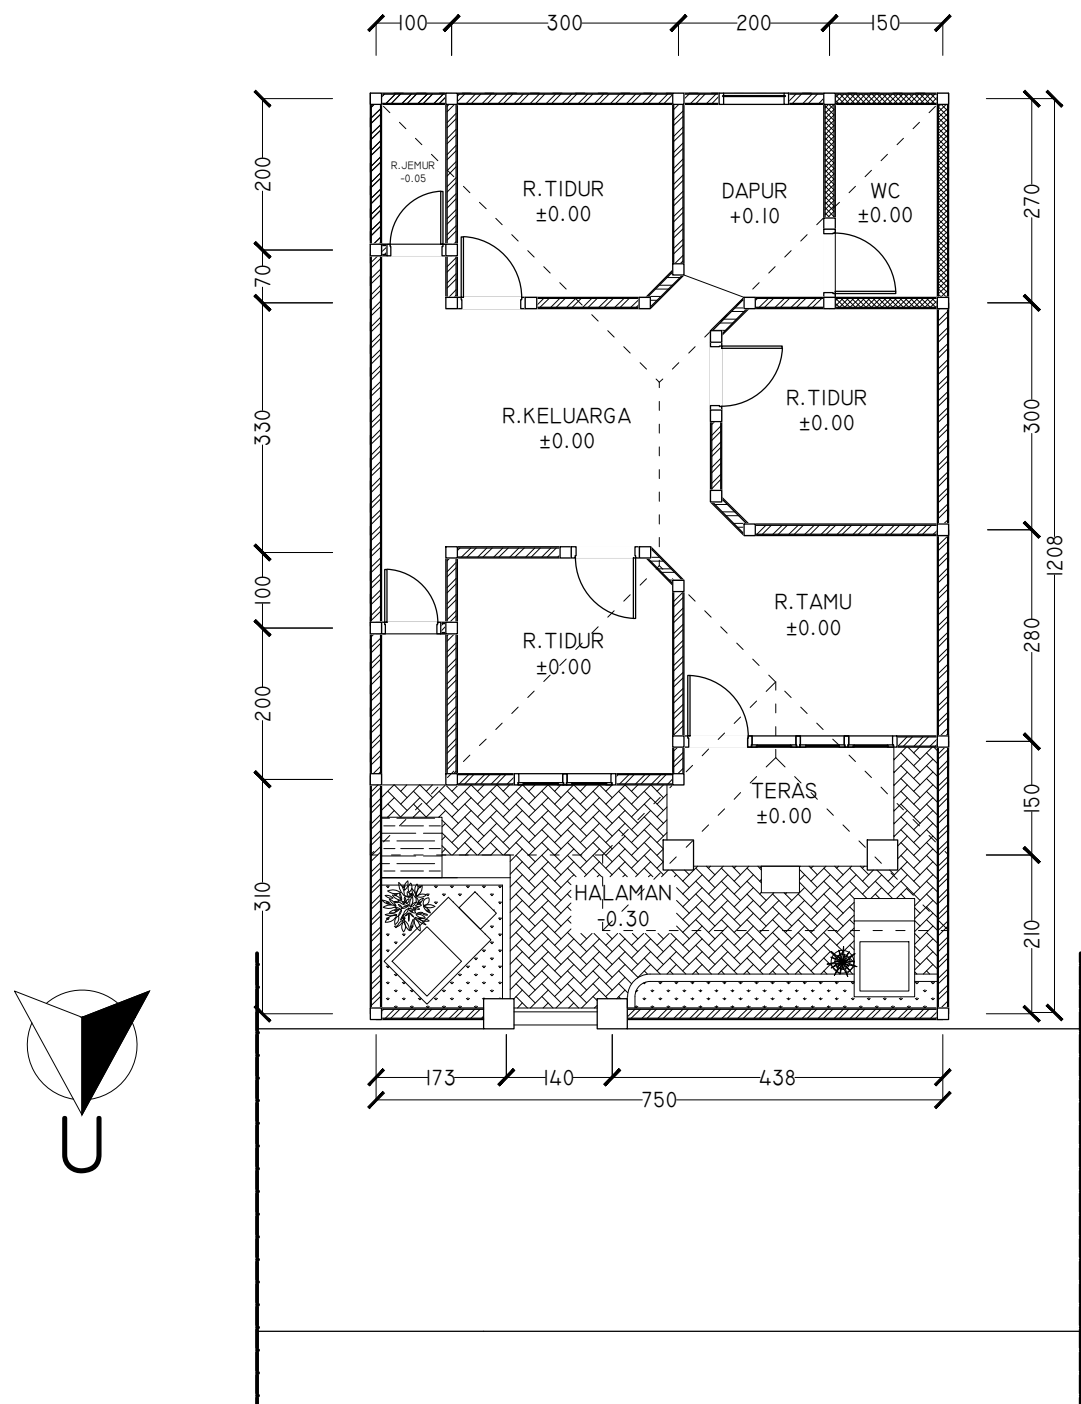 100 300 200 150
R.JEMUR
-0.05
R.TIDUR
±0.00
DAPUR
+0.10
WC
±0.00
200
270
70
R.KELUARGA
±0.00
R.TIDUR
±0.00
330
300
1208
100
R.TIDUR
±0.00
R.TAMU
±0.00
280
200
TERAS
±0.00
150
HALAMAN
-0.30
310
210
173 140 438
750
U